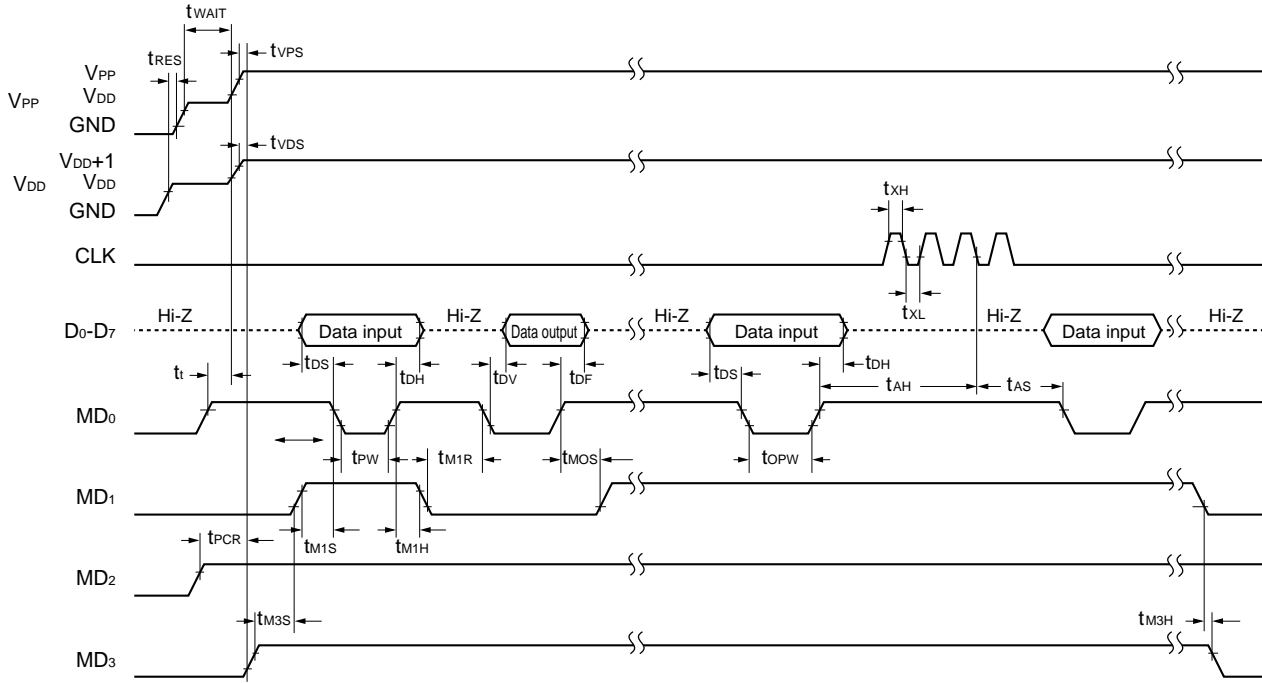 tWAIT
tVPS
tRES
VPP
VPP
VDD
GND
tVDS
VDD+1
VDD
VDD
GND
tXH
CLK
tXL
Hi-Z
Hi-Z
Hi-Z
Hi-Z
Hi-Z
D0-D7
Data input
Data output
Data input
Data input
tDS
tDH
tDV
tDF
tDS
tDH
tt
tAH
tAS
MD0
tPW
tM1R
tMOS
tOPW
MD1
tM1S
tM1H
tPCR
MD2
tM3S
tM3H
MD3